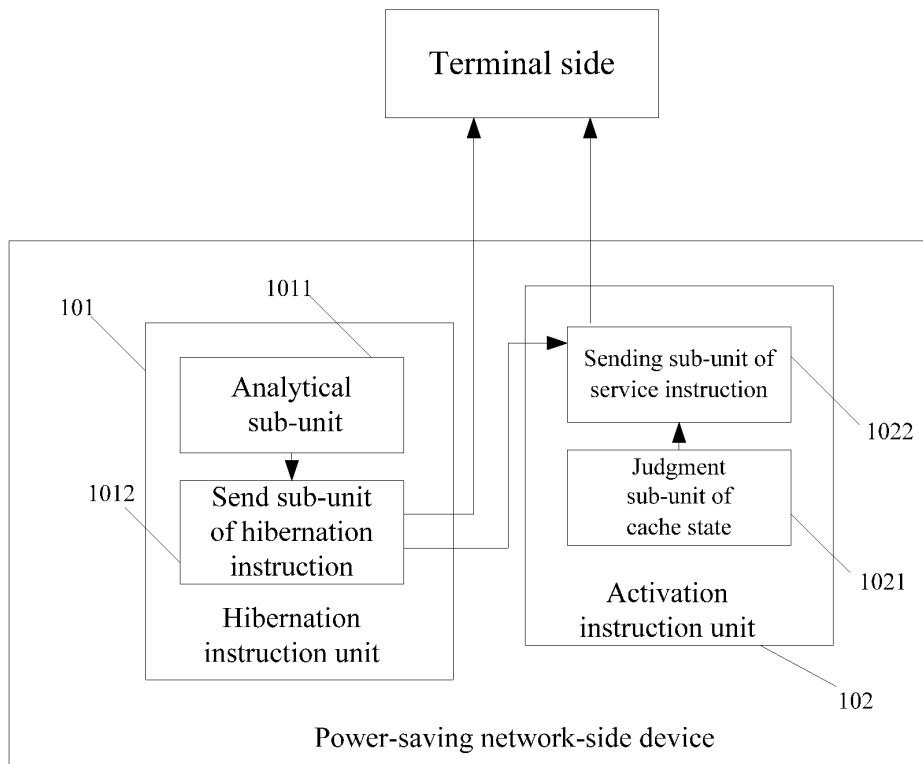 Terminal side
1011
101
Analytical
sub-unit
Sending sub-unit of
service instruction
1022
1012
Send sub-unit
of hibernation
instruction
Judgment
sub-unit of
cache state
1021
Hibernation
instruction unit
Activation
instruction unit
102
Power-saving network-side device